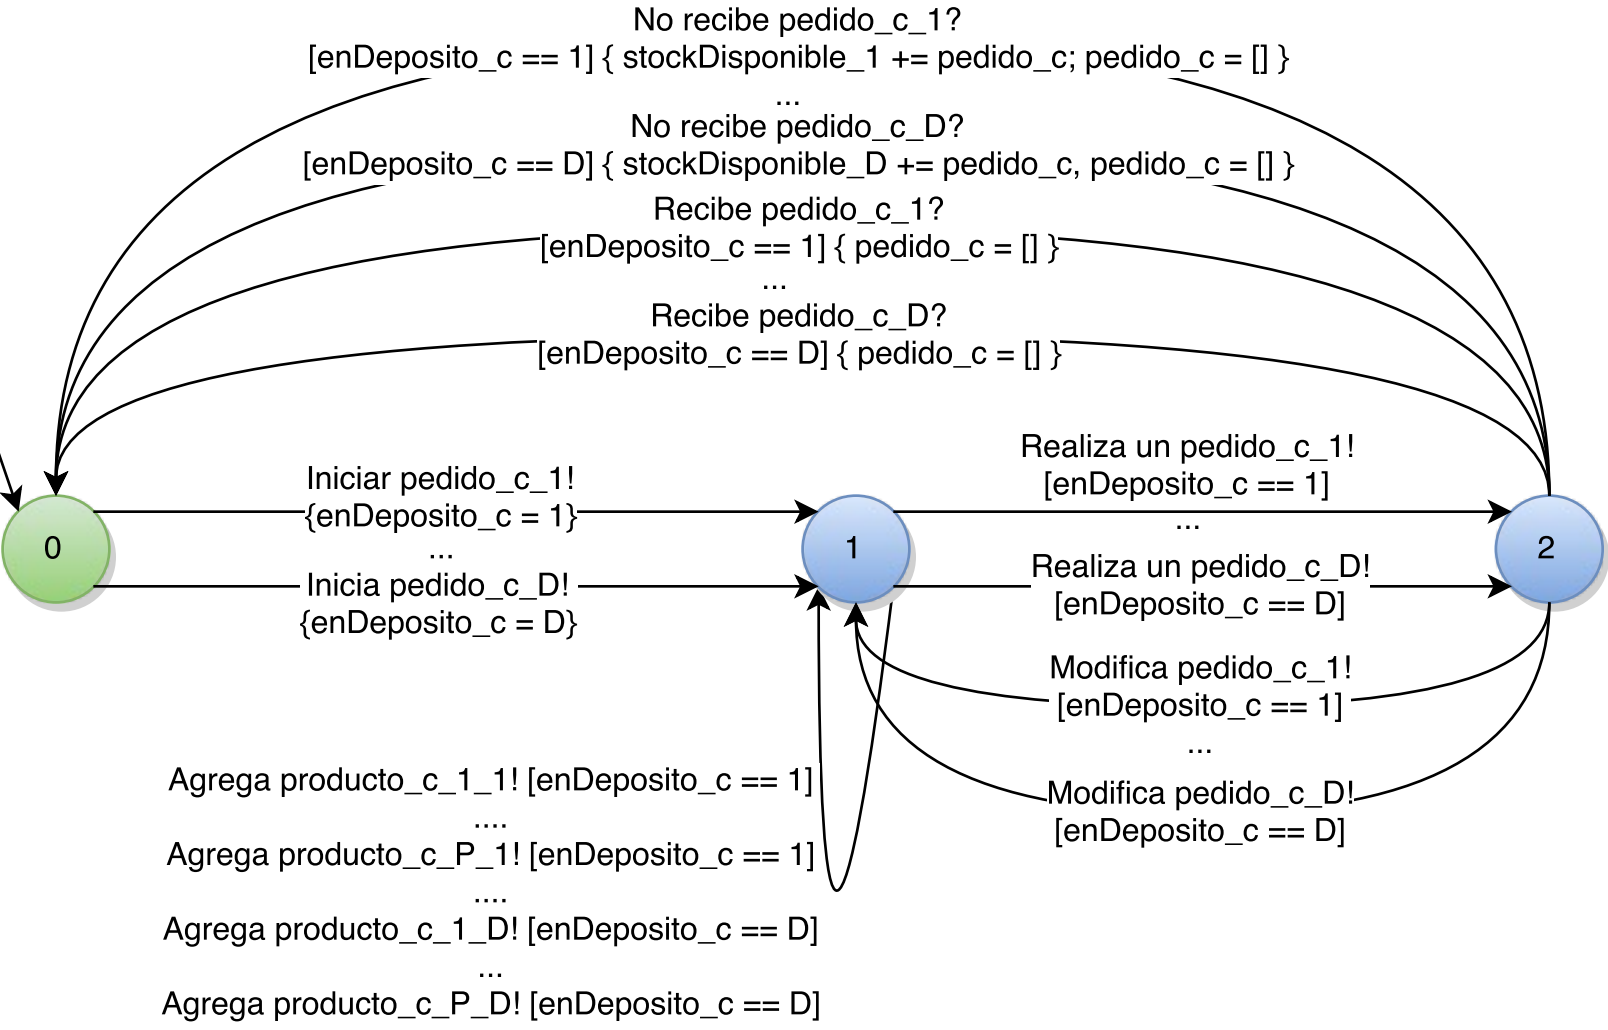 No recibe pedido_c_1?
[enDeposito_c == 1] { stockDisponible_1 += pedido_c; pedido_c = [] }
...
No recibe pedido_c_D?
[enDeposito_c == D] { stockDisponible_D += pedido_c, pedido_c = [] }
Recibe pedido_c_1?
[enDeposito_c == 1] { pedido_c = [] }
...
Recibe pedido_c_D?
[enDeposito_c == D] { pedido_c = [] }
Iniciar pedido_c_1!
{enDeposito_c = 1}
...
Inicia pedido_c_D!
{enDeposito_c = D}
0
1
2
Realiza un pedido_c_1!
[enDeposito_c == 1]
...
Realiza un pedido_c_D!
[enDeposito_c == D]
Modifica pedido_c_1!
[enDeposito_c == 1]
...
Modifica pedido_c_D!
[enDeposito_c == D]
Agrega producto_c_1_1! [enDeposito_c == 1]
....
Agrega producto_c_P_1! [enDeposito_c == 1]
....
Agrega producto_c_1_D! [enDeposito_c == D]
...
Agrega producto_c_P_D! [enDeposito_c == D]